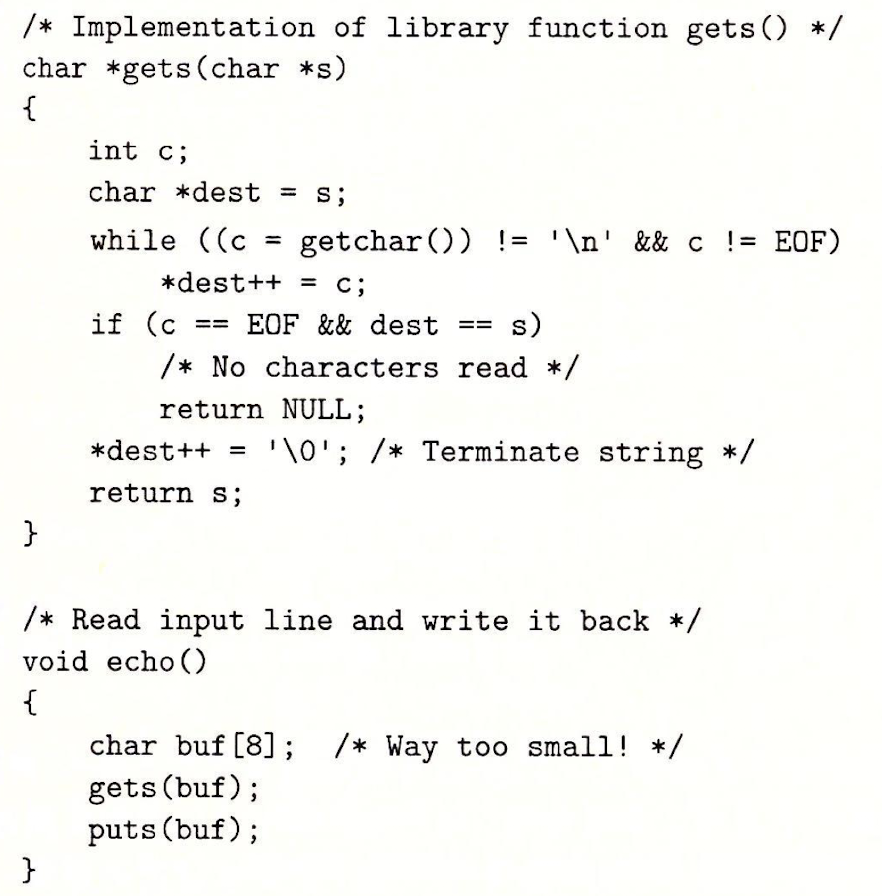 /* Implementation of library function gets() */
char *gets(char *s)
{
    int c;
    char *dest = s;
    while ((c = getchar()) != '\n' && c != EOF)
        *dest++ = c;
    if (c == EOF && dest == s)
        /* No characters read */
        return NULL;
    *dest++ = '\0'; /* Terminate string */
    return s;
}

/* Read input line and write it back */
void echo()
{
    char buf[8];  /* Way too small! */
    gets(buf);
    puts(buf);
}